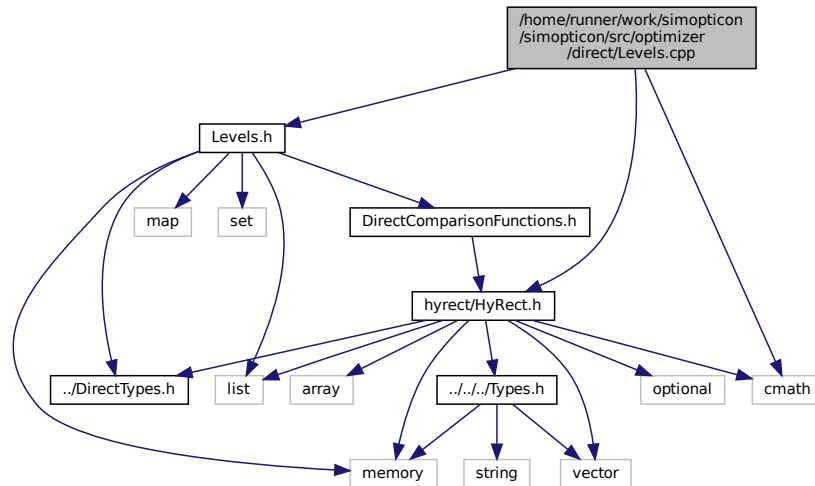 /home/runner/work/simopticon
/simopticon/src/optimizer
/direct/Levels.cpp
Levels.h
map
set
DirectComparisonFunctions.h
hyrect/HyRect.h
../DirectTypes.h
list
array
../../../Types.h
optional
cmath
memory
string
vector